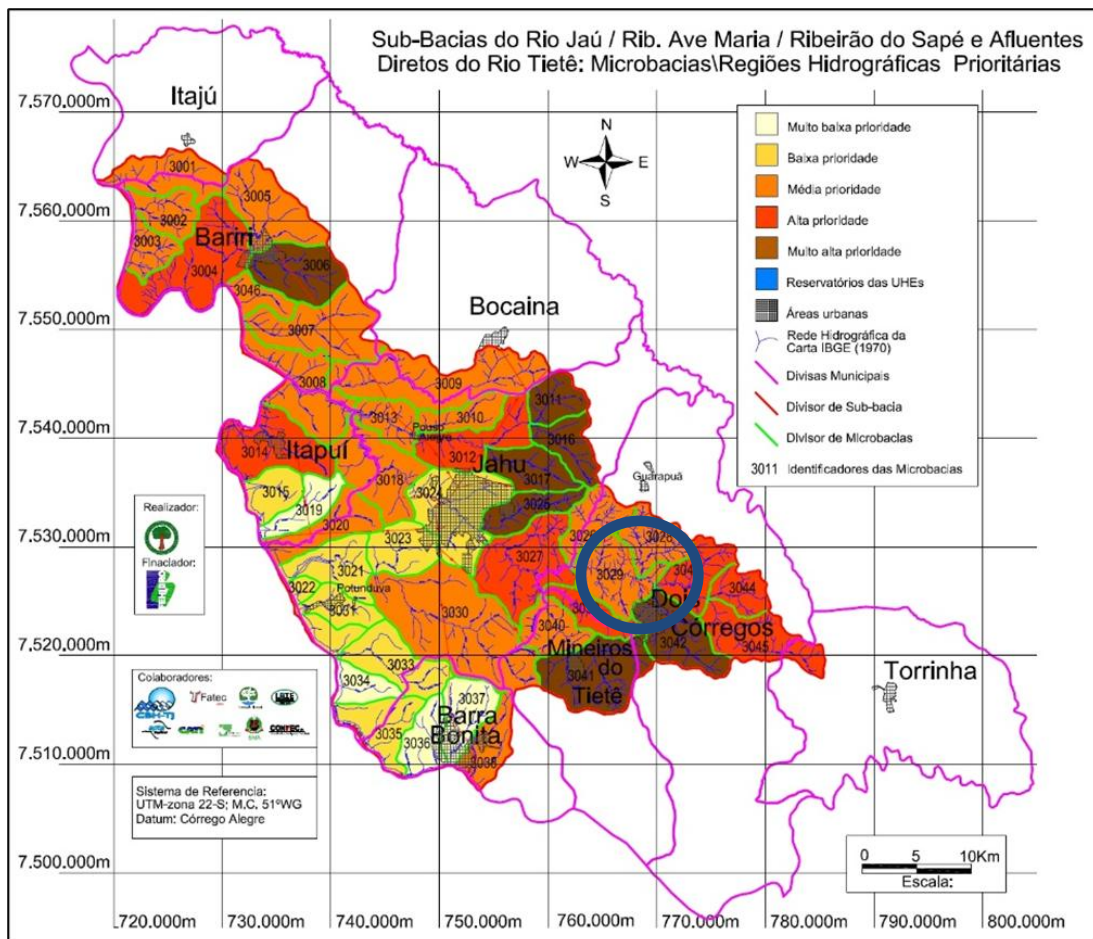 Sub-Bacias do Rio Jaú / Rib. Ave Maria / Ribeirão do Sapé e Afluentes
Diretos do Rio Tietê: Microbacias\Regiões Hidrográficas Prioritárias
7,570.000m
7,560.000m
7,550.000m
7,540.000m
7,530.000m
7,520.000m
7,510.000m
7,500.000m
Itajú
N
W E
S
Muito baixa prioridade
Baixa prioridade
Média prioridade
Alta prioridade
Muito alta prioridade
Reservatórios das UHEs
Áreas urbanas
Rede Hidrográfica da
Carta IBGE (1970)
Divisas Municipais
Divisor de Sub-bacia
Divisor de Microbacias
3011 Identificadores das Microbacias
3001
3005
3002
3003
Bariri
3004
3006
3046
3007
Bocaina
3008
3009
3010
3011
3013
Pouso
Alegre
3016
3014
Itapuí
3012
Jahu
3017
3018
3024
3015
3019
3025
Guarapuã
3020
3023
3027
3029
3021
3022
Potunduva
3030
3044
Dois
Córregos
3040
3042
3045
Mineiros
do
Tietê
3041
3033
3034
3037
Barra
Bonita
3035
3036
3038
Torrinha
Realizador:
Financiador:
Colaboradores:
CBH-TJ
Fatec
CATI
Sistema de Referencia:
UTM-zona 22-S; M.C. 51ºWG
Datum: Córrego Alegre
0 5 10Km
Escala:
720.000m
730.000m
740.000m
750.000m
760.000m
770.000m
780.000m
790.000m
800.000m